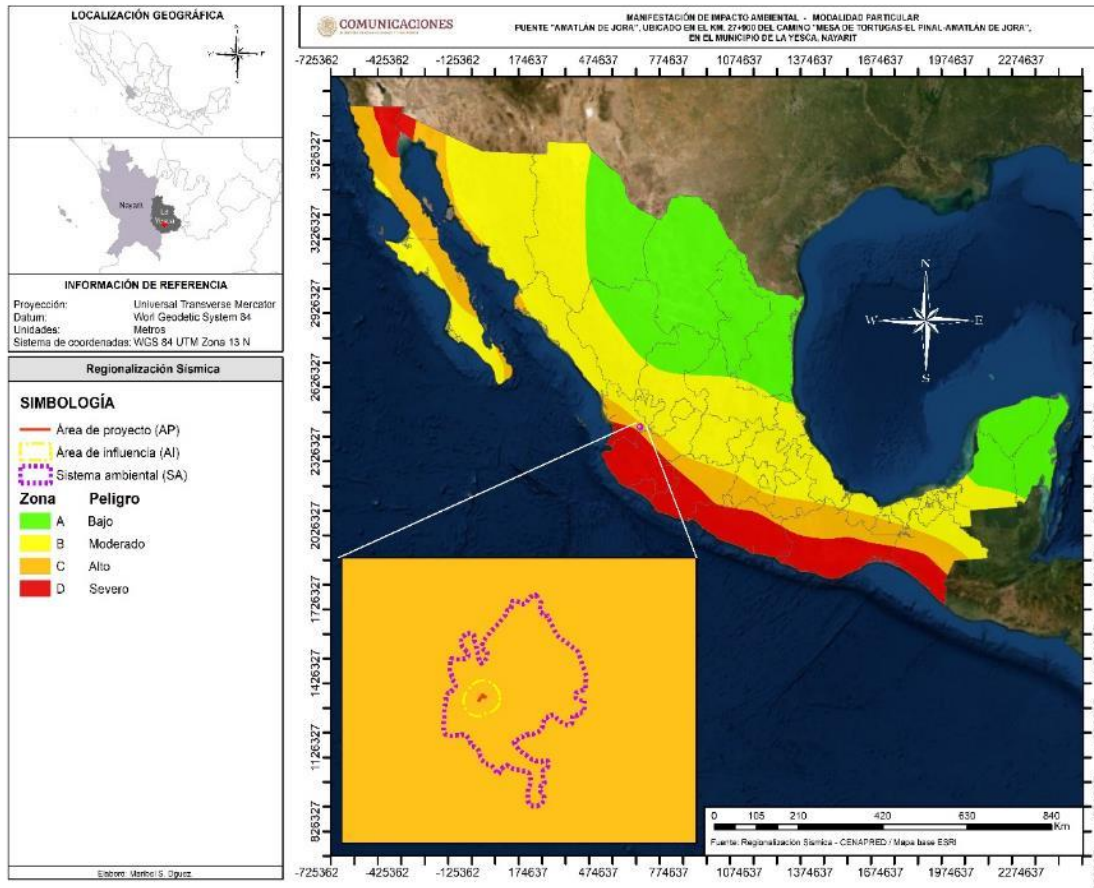 LOCALIZACIÓN GEOGRÁFICA
Nayarit
La
Yesca
INFORMACIÓN DE REFERENCIA
Proyección: Universal Transverse Mercator
Datum: Worl Geodetic System 84
Unidades: Metros
Sistema de coordenadas: WGS 84 UTM Zona 13 N
Regionalización Sísmica
SIMBOLOGÍA
Área de proyecto (AP)
Área de influencia (AI)
Sistema ambiental (SA)
Zona Peligro
A Bajo
B Moderado
C Alto
D Severo
Elaboró: Maribel S.
COMUNICACIONES
MANIFESTACIÓN DE IMPACTO AMBIENTAL - MODALIDAD PARTICULAR
FUENTE "AMATLÁN DE JORA", UBICADO EN EL KM. 27+900 DEL CAMINO "MESA DE TORTUGAS-EL PINAL-AMATLÁN DE JORA",
EN EL MUNICIPIO DE LA YESCA, NAYARIT
-725362 -425362 -125362 174637 474637 774637 1074637 1374637 1674637 1974637 2274637
3526327
3226327
2926327
2626327
2326327
2026327
1726327
1426327
1126327
826327
N
W E
S
0 105 210 420 630 840
Km
Fuente: Regionalización Sísmica - CENAPRED / Mapa base ESRI
-725362 -425362 -125362 174637 474637 774637 1074637 1374637 1674637 1974637 2274637